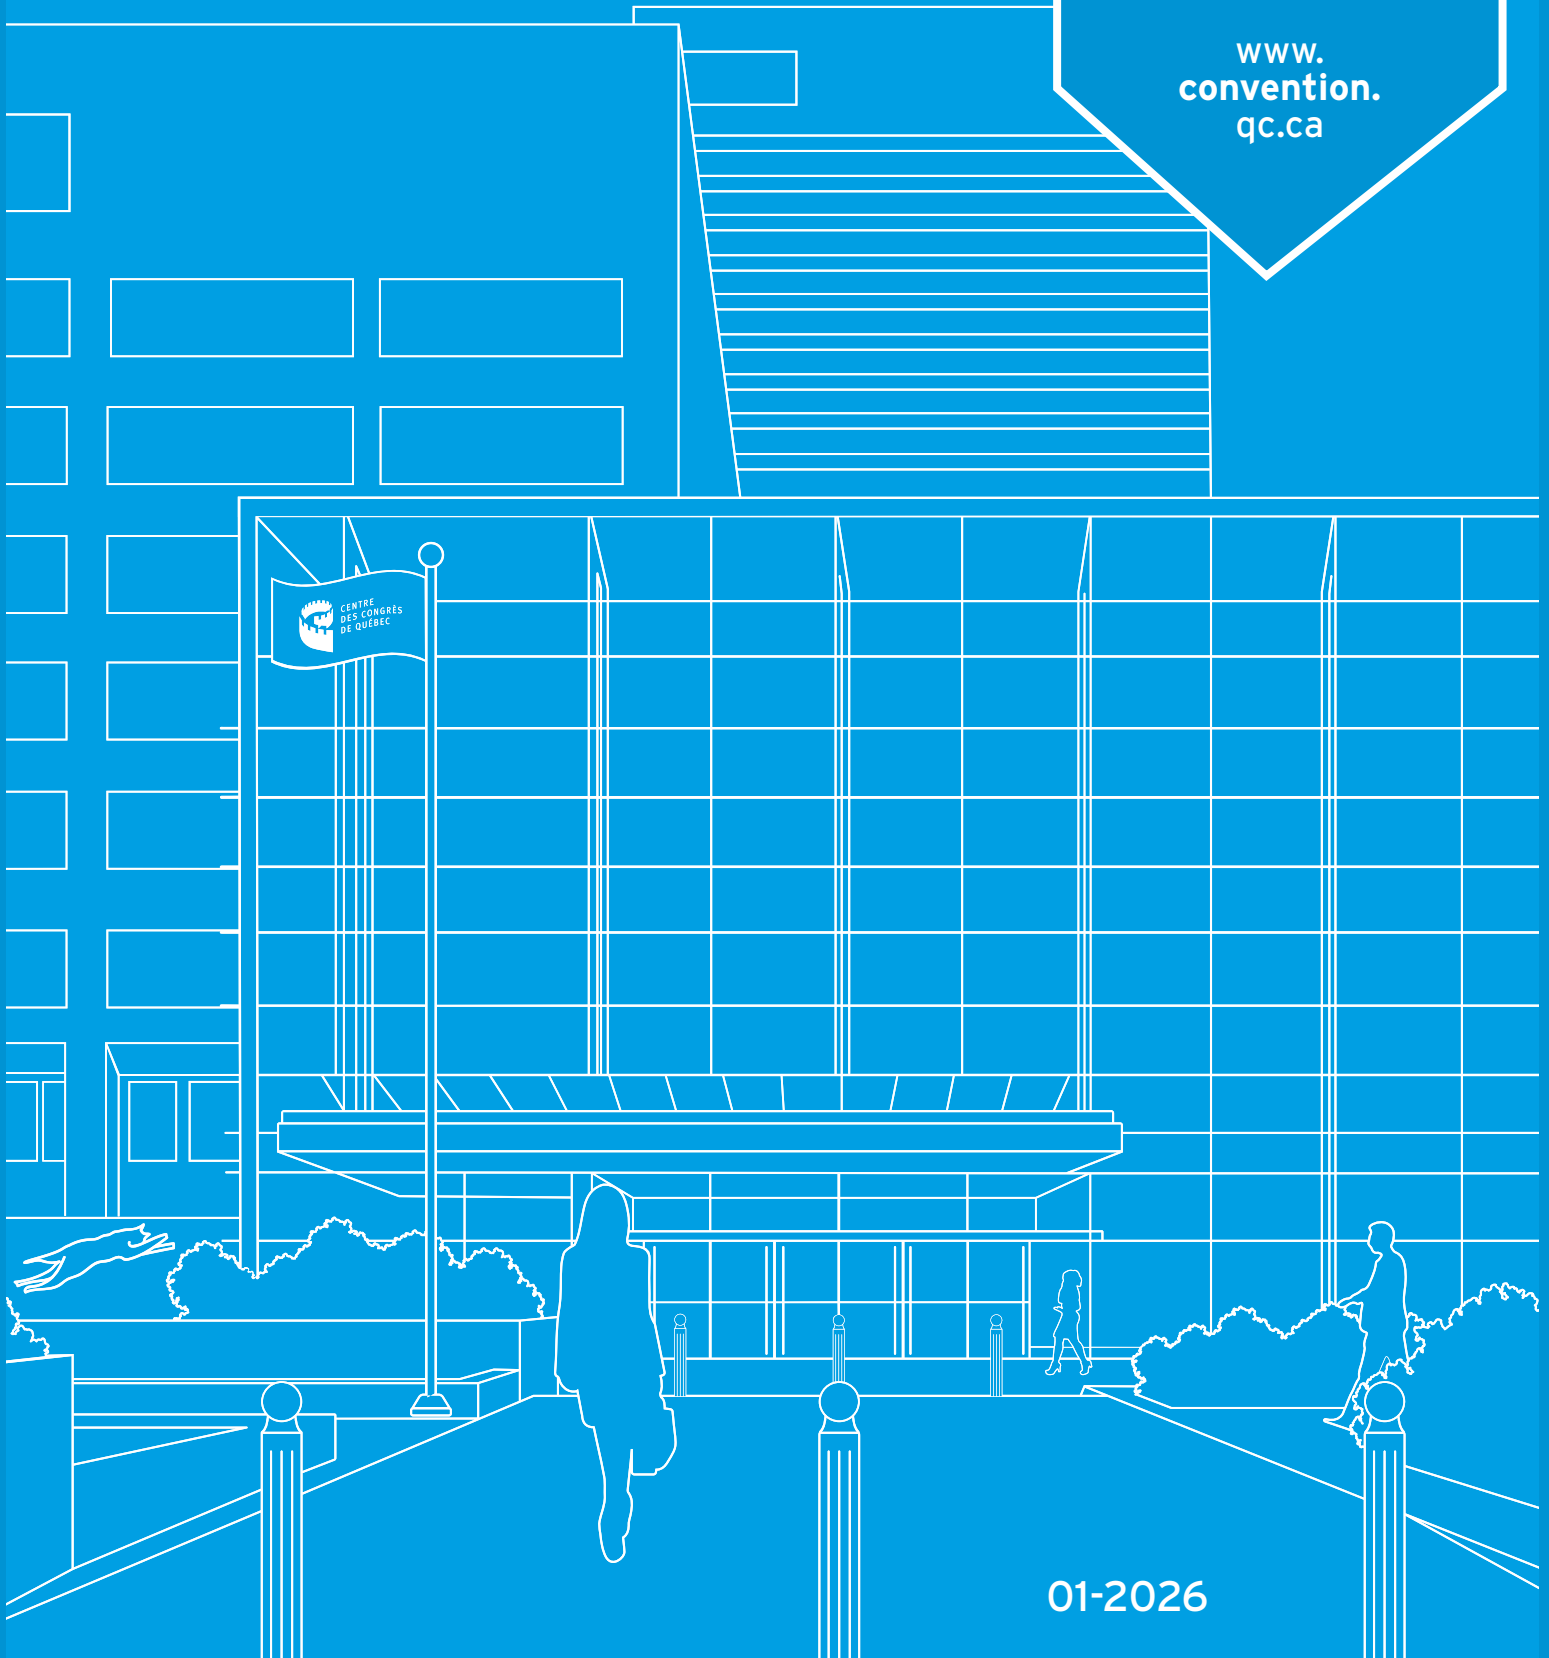 www.
convention.
qc.ca
CENTRE
DES CONGRÈS
DE QUÉBEC
01-2026